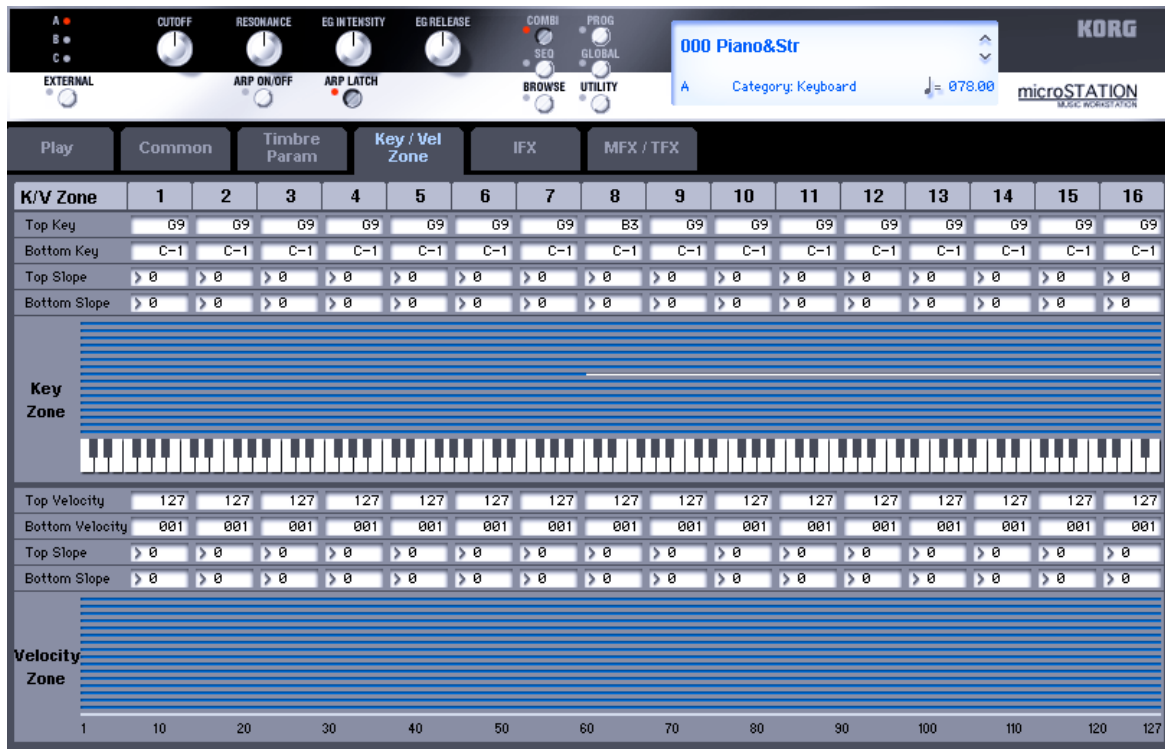 A
B
C
EXTERNAL
CUTOFF RESONANCE EG INTENSITY EG RELEASE
ARP ON/OFF ARP LATCH
COMBI PROG
SEQ GLOBAL
BROWSE UTILITY
000 Piano&Str
A Category: Keyboard ♩= 078.00
KORG
microSTATION
MUSIC WORKSTATION
Play Common Timbre Param Key / Vel Zone IFX MFX / TFX
K/V Zone 1 2 3 4 5 6 7 8 9 10 11 12 13 14 15 16
Top Key G9 G9 G9 G9 G9 G9 G9 B3 G9 G9 G9 G9 G9 G9 G9 G9
Bottom Key C-1 C-1 C-1 C-1 C-1 C-1 C-1 C-1 C-1 C-1 C-1 C-1 C-1 C-1 C-1 C-1
Top Slope 0 0 0 0 0 0 0 0 0 0 0 0 0 0 0 0
Bottom Slope 0 0 0 0 0 0 0 0 0 0 0 0 0 0 0 0
Key
Zone
Top Velocity 127 127 127 127 127 127 127 127 127 127 127 127 127 127 127 127
Bottom Velocity 001 001 001 001 001 001 001 001 001 001 001 001 001 001 001 001
Top Slope 0 0 0 0 0 0 0 0 0 0 0 0 0 0 0 0
Bottom Slope 0 0 0 0 0 0 0 0 0 0 0 0 0 0 0 0
Velocity
Zone
1 10 20 30 40 50 60 70 80 90 100 110 120 127